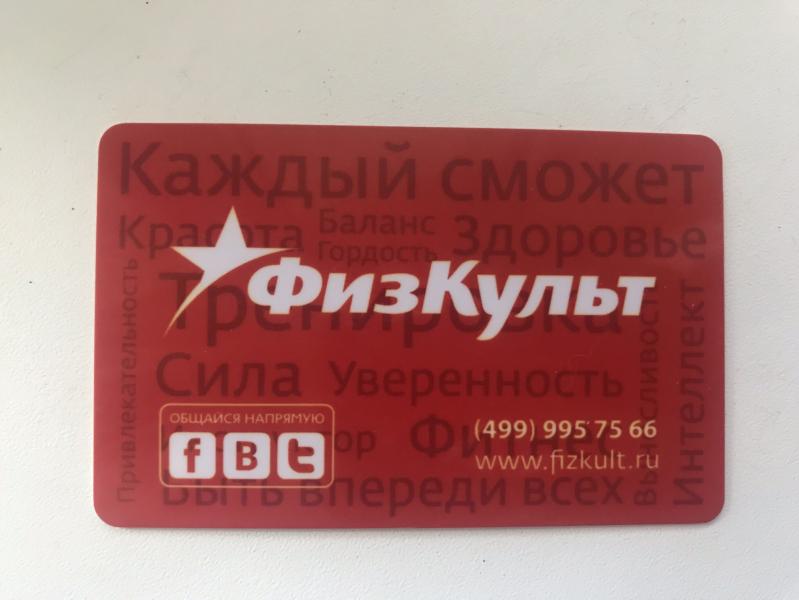 Каждый сможет
Красота
Баланс
Гордость
Здоровье
ФизКульт
Тренировка
Сила
Уверенность
Привлекательность
Интеллект
ОБЩАЙСЯ НАПРЯМУЮ
f В t
Фитнес
(499) 995 75 66
www.fizkult.ru
Быть впереди всех